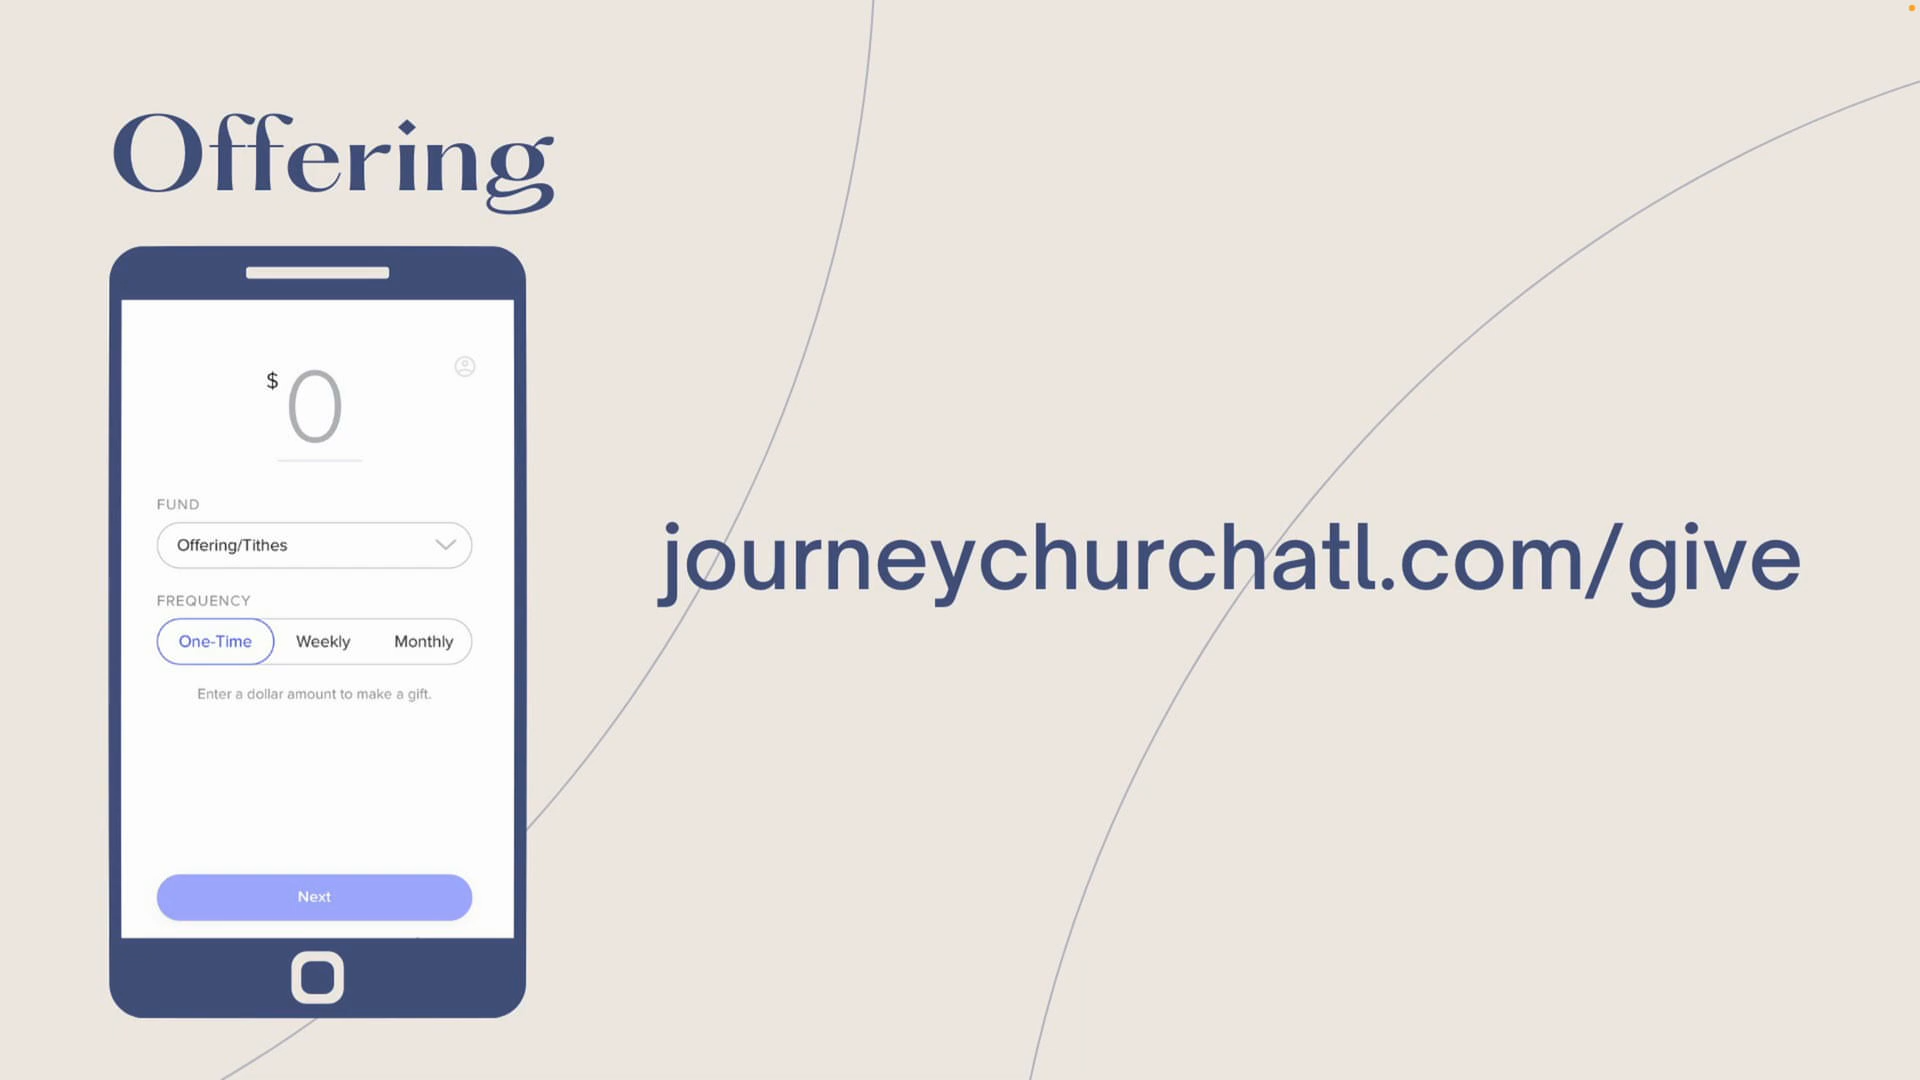 Offering
$0
FUND
Offering/Tithes
FREQUENCY
One-Time Weekly Monthly
Enter a dollar amount to make a gift.
Next
journeychurchatl.com/give